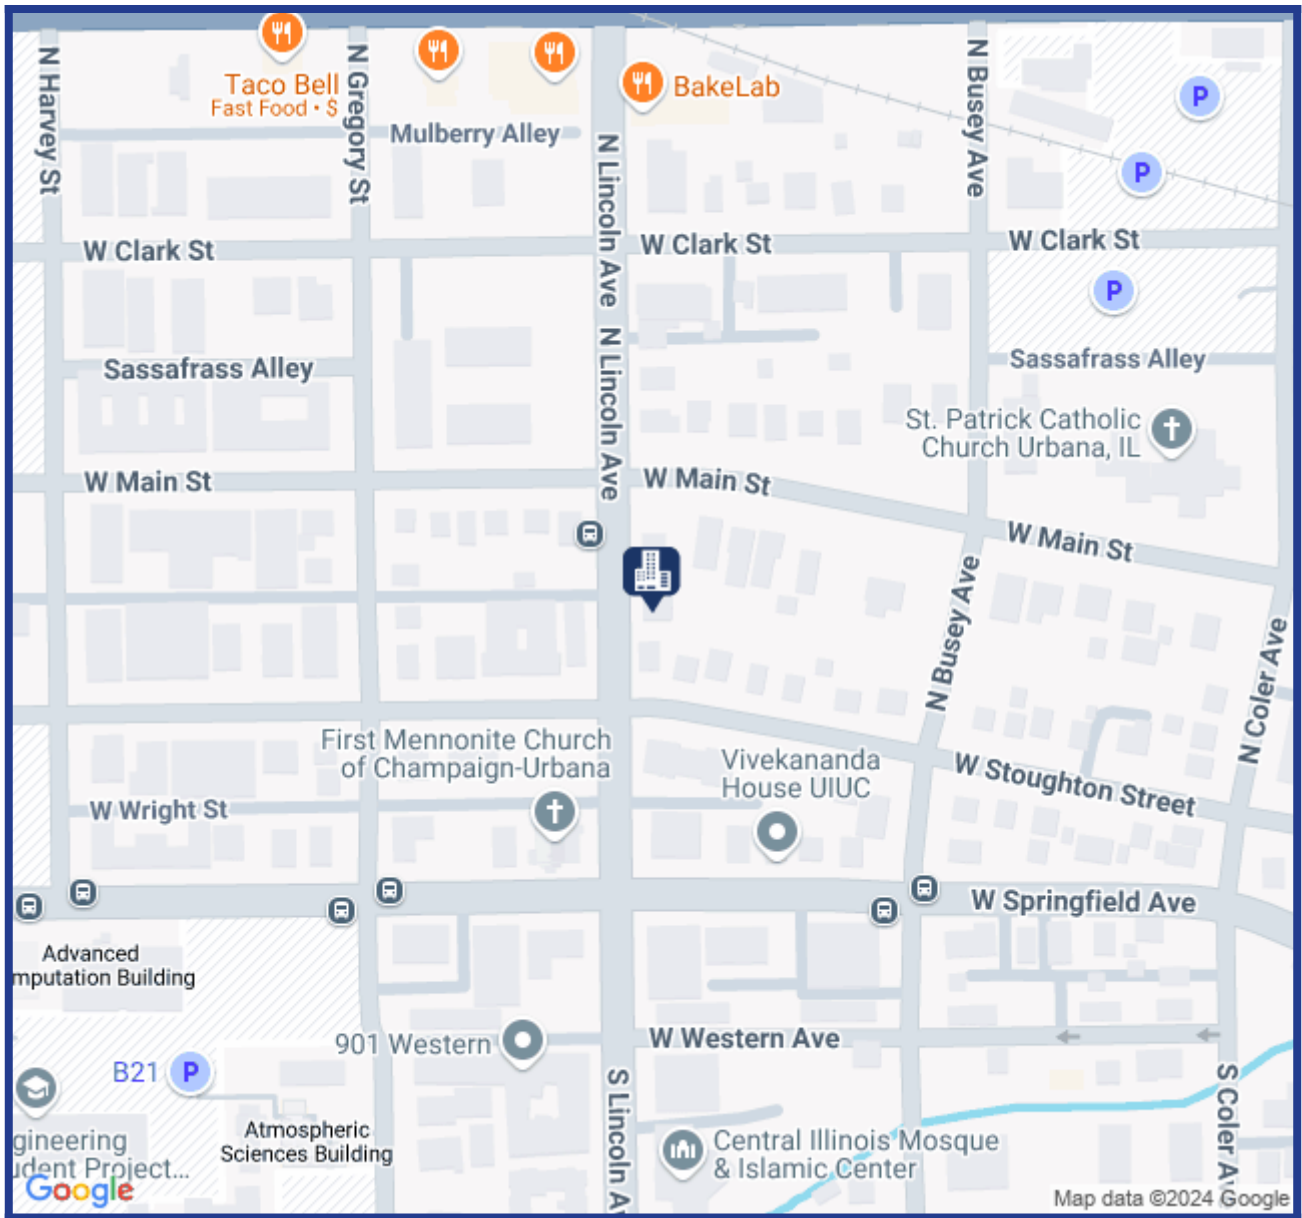 Taco Bell
Fast Food • $
BakeLab
N Harvey St
N Gregory St
N Lincoln Ave
N Busey Ave
Mulberry Alley
W Clark St
W Clark St
W Clark St
N Lincoln Ave
Sassafrass Alley
Sassafrass Alley
St. Patrick Catholic
Church Urbana, IL
W Main St
W Main St
W Main St
N Busey Ave
N Coler Ave
First Mennonite Church
of Champaign-Urbana
Vivekananda
House UIUC
W Stoughton Street
W Wright St
W Springfield Ave
Advanced
mputation Building
901 Western
W Western Ave
B21 P
P
P
P
S Lincoln Av
S Coler Av
Atmospheric
Sciences Building
gineering
udent Project...
Central Illinois Mosque
& Islamic Center
Google
Map data ©2024 Google